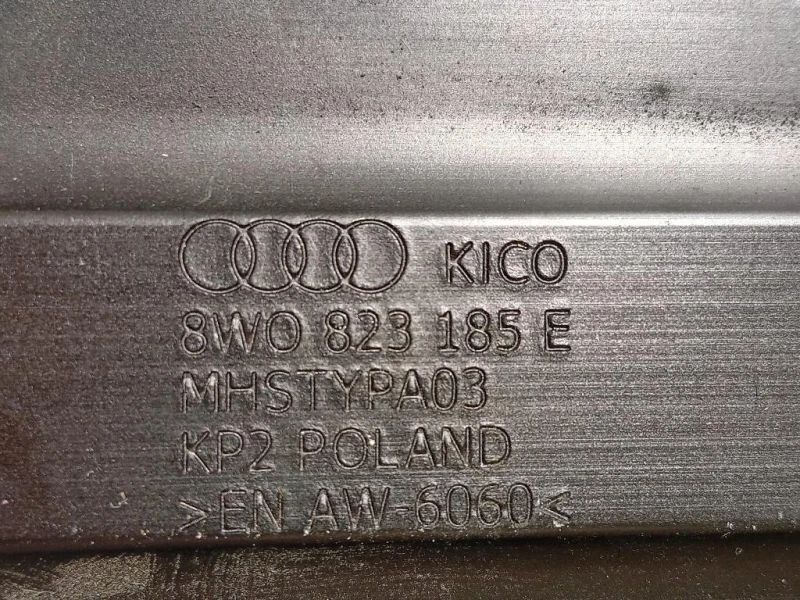 KICO
8W0 823 185 E
MHSTYPA03
KP2 POLAND
>EN AW-6060<